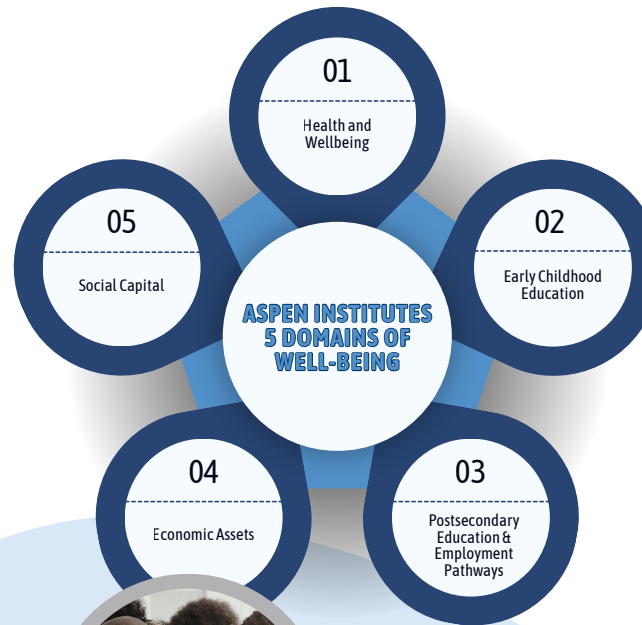 01
Health and
Wellbeing
02
Early Childhood
Education
03
Postsecondary
Education &
Employment
Pathways
04
Economic Assets
05
Social Capital
ASPEN INSTITUTES
5 DOMAINS OF
WELL-BEING